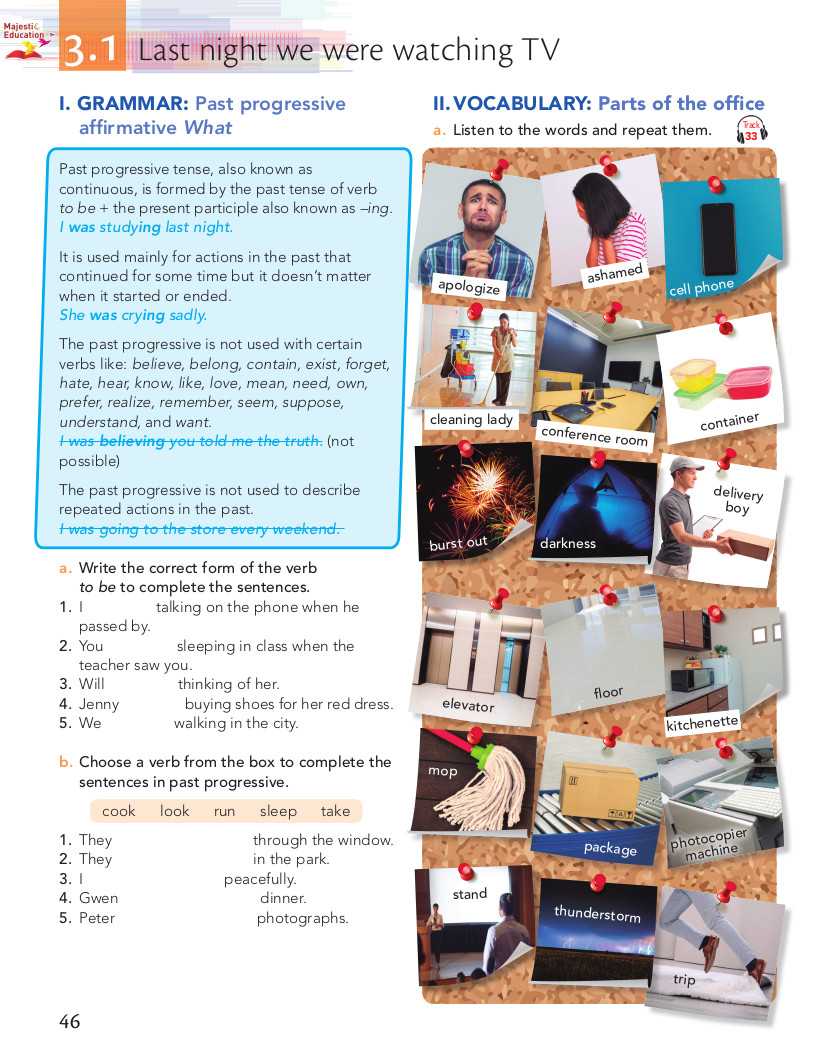 Majestic
Education
3.1 Last night we were watching TV
I. GRAMMAR: Past progressive
affirmative What
Past progressive tense, also known as
continuous, is formed by the past tense of verb
to be + the present participle also known as –ing.
I was studying last night.
It is used mainly for actions in the past that
continued for some time but it doesn't matter
when it started or ended.
She was crying sadly.
The past progressive is not used with certain
verbs like: believe, belong, contain, exist, forget,
hate, hear, know, like, love, mean, need, own,
prefer, realize, remember, seem, suppose,
understand, and want.
I was believing you told me the truth. (not
possible)
The past progressive is not used to describe
repeated actions in the past.
I was going to the store every weekend.
a. Write the correct form of the verb
to be to complete the sentences.
1. I talking on the phone when he
passed by.
2. You sleeping in class when the
teacher saw you.
3. Will thinking of her.
4. Jenny buying shoes for her red dress.
5. We walking in the city.
b. Choose a verb from the box to complete the
sentences in past progressive.
cook look run sleep take
1. They through the window.
2. They in the park.
3. I peacefully.
4. Gwen dinner.
5. Peter photographs.
II. VOCABULARY: Parts of the office
a. Listen to the words and repeat them.
Track
33
apologize
ashamed
cell phone
cleaning lady
conference room
container
burst out
darkness
delivery
boy
elevator
floor
kitchenette
mop
package
photocopier
machine
stand
thunderstorm
trip
46